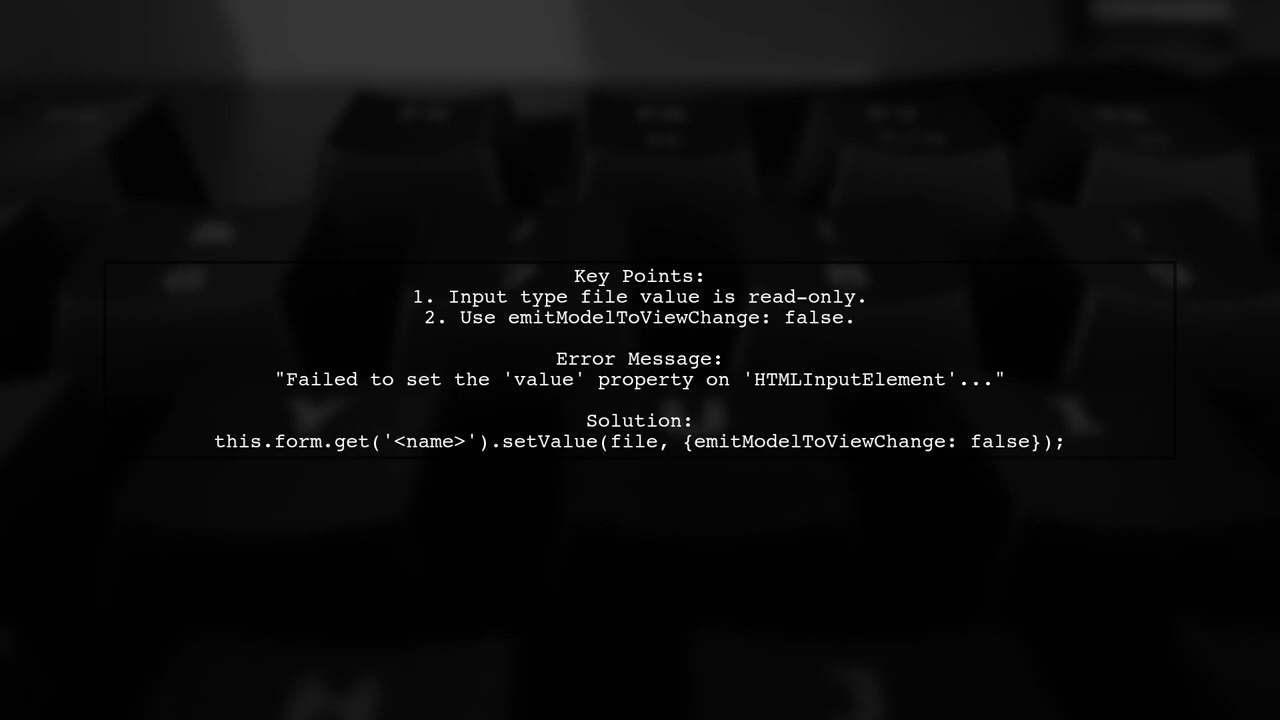 Key Points:
1. Input type file value is read-only.
2. Use emitModelToViewChange: false.
Error Message:
"Failed to set the 'value' property on 'HTMLInputElement'..."
Solution:
this.form.get('<name>').setValue(file, {emitModelToViewChange: false});